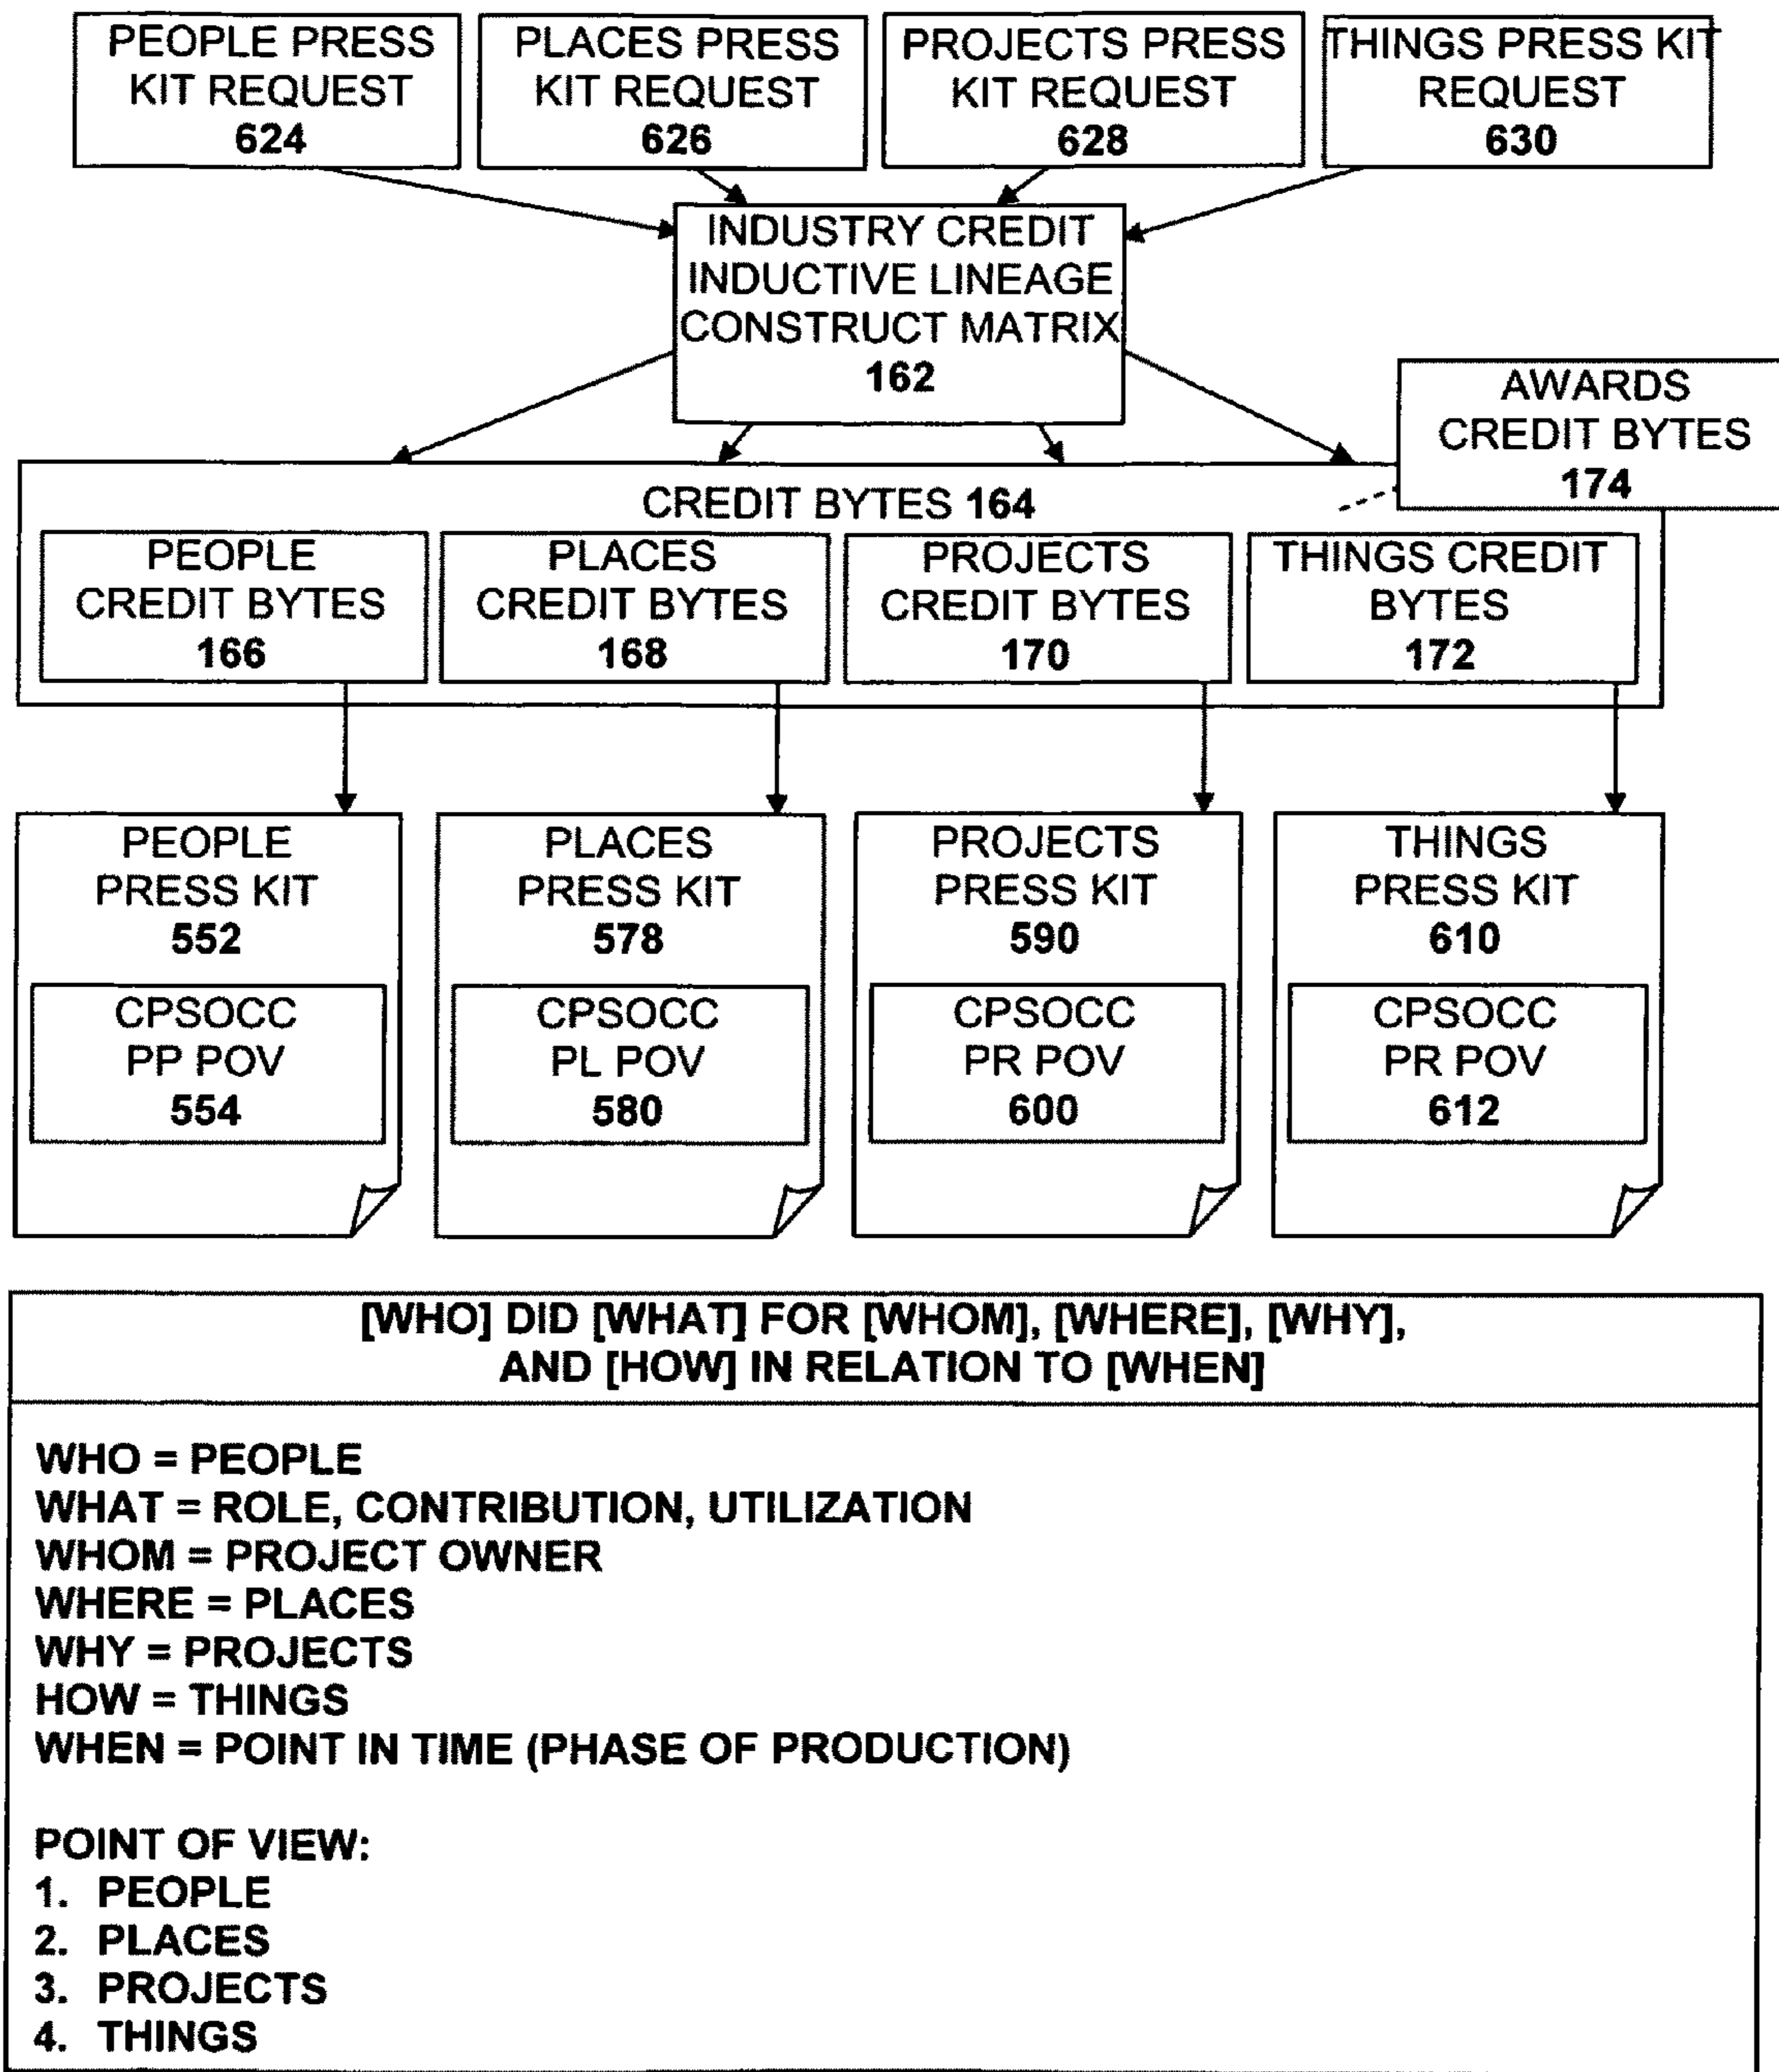 PEOPLE PRESS
KIT REQUEST
624
PLACES PRESS
KIT REQUEST
626
PROJECTS PRESS
KIT REQUEST
628
THINGS PRESS KIT
REQUEST
630
INDUSTRY CREDIT
INDUCTIVE LINEAGE
CONSTRUCT MATRIX
162
AWARDS
CREDIT BYTES
174
CREDIT BYTES 164
PEOPLE
CREDIT BYTES
166
PLACES
CREDIT BYTES
168
PROJECTS
CREDIT BYTES
170
THINGS CREDIT
BYTES
172
PEOPLE
PRESS KIT
552
CPSOCC
PP POV
554
PLACES
PRESS KIT
578
CPSOCC
PL POV
580
PROJECTS
PRESS KIT
590
CPSOCC
PR POV
600
THINGS
PRESS KIT
610
CPSOCC
PR POV
612
[WHO] DID [WHAT] FOR [WHOM], [WHERE], [WHY],
AND [HOW] IN RELATION TO [WHEN]
WHO = PEOPLE
WHAT = ROLE, CONTRIBUTION, UTILIZATION
WHOM = PROJECT OWNER
WHERE = PLACES
WHY = PROJECTS
HOW = THINGS
WHEN = POINT IN TIME (PHASE OF PRODUCTION)
POINT OF VIEW:
1. PEOPLE
2. PLACES
3. PROJECTS
4. THINGS